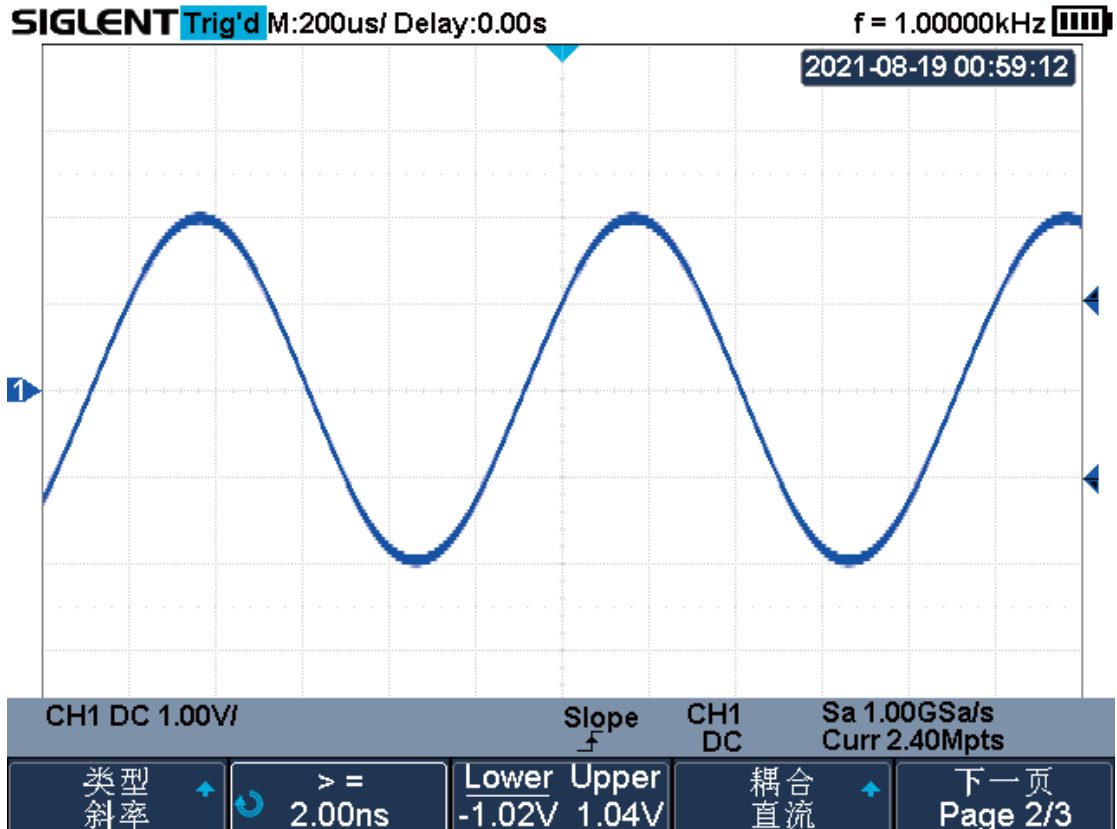 SIGLENT Trig'd M:200us/ Delay:0.00s f = 1.00000kHz
2021-08-19 00:59:12
1
CH1 DC 1.00V/ Slope CH1 Sa 1.00GSa/s
DC Curr 2.40Mpts
类型 > = Lower Upper 耦合 下一页
斜率 2.00ns -1.02V 1.04V 直流 Page 2/3